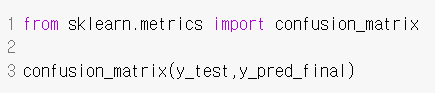 1 from sklearn.metrics import confusion_matrix
2
3 confusion_matrix(y_test,y_pred_final)